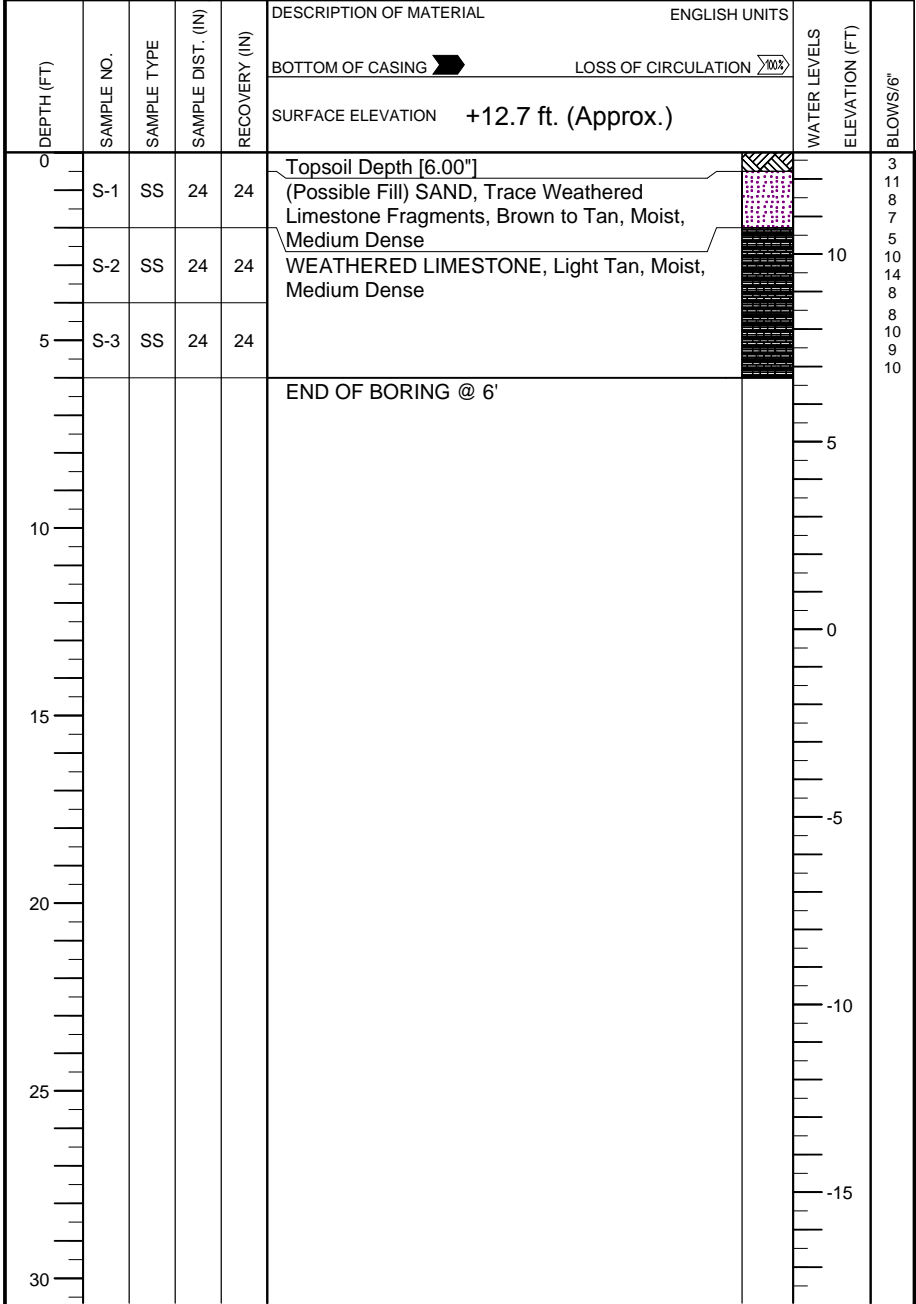 DEPTH (FT)
SAMPLE NO.
SAMPLE TYPE
SAMPLE DIST. (IN)
RECOVERY (IN)
DESCRIPTION OF MATERIAL ENGLISH UNITS
BOTTOM OF CASING LOSS OF CIRCULATION 100%
SURFACE ELEVATION +12.7 ft. (Approx.)
WATER LEVELS
ELEVATION (FT)
BLOWS/6"
0
Topsoil Depth [6.00"]
3
S-1 SS 24 24
(Possible Fill) SAND, Trace Weathered
Limestone Fragments, Brown to Tan, Moist,
Medium Dense
11
8
7
5
S-2 SS 24 24
WEATHERED LIMESTONE, Light Tan, Moist,
Medium Dense
10
10
14
8
5
S-3 SS 24 24
8
10
9
10
END OF BORING @ 6'
5
10
0
15
-5
20
-10
25
-15
30